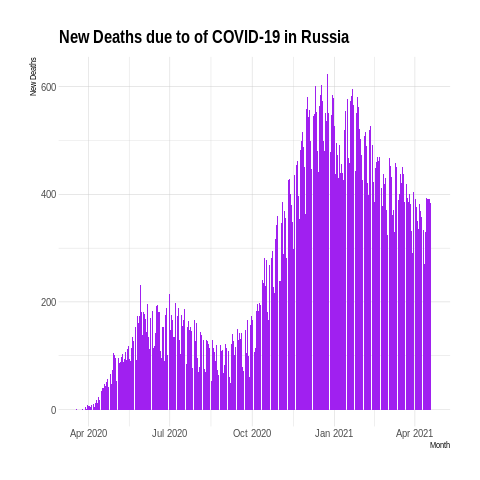 New Deaths due to of COVID-19 in Russia
New Deaths
600
400
200
0
Apr 2020 Jul 2020 Oct 2020 Jan 2021 Apr 2021
Month